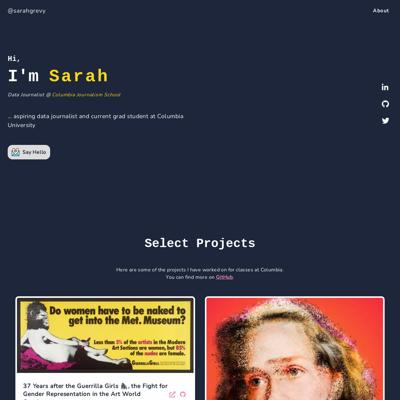 @sarahgrevy
About
Hi,
I'm Sarah
Data Journalist @ Columbia Journalism School
... aspiring data journalist and current grad student at Columbia
University
Say Hello
Select Projects
Here are some of the projects I have worked on for classes at Columbia.
You can find more on GitHub.
Do women have to be naked to
get into the Met. Museum?
Less than 5% of the artists in the Modern
Art Sections are women, but 85%
of the nudes are female.
GUERRILLA GIRLS
37 Years after the Guerrilla Girls 🦍, the Fight for
Gender Representation in the Art World